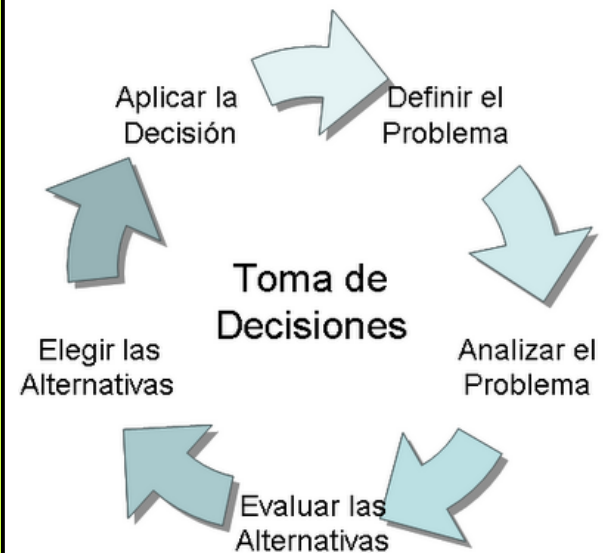 Toma de
Decisiones
Definir el
Problema
Analizar el
Problema
Evaluar las
Alternativas
Elegir las
Alternativas
Aplicar la
Decisión